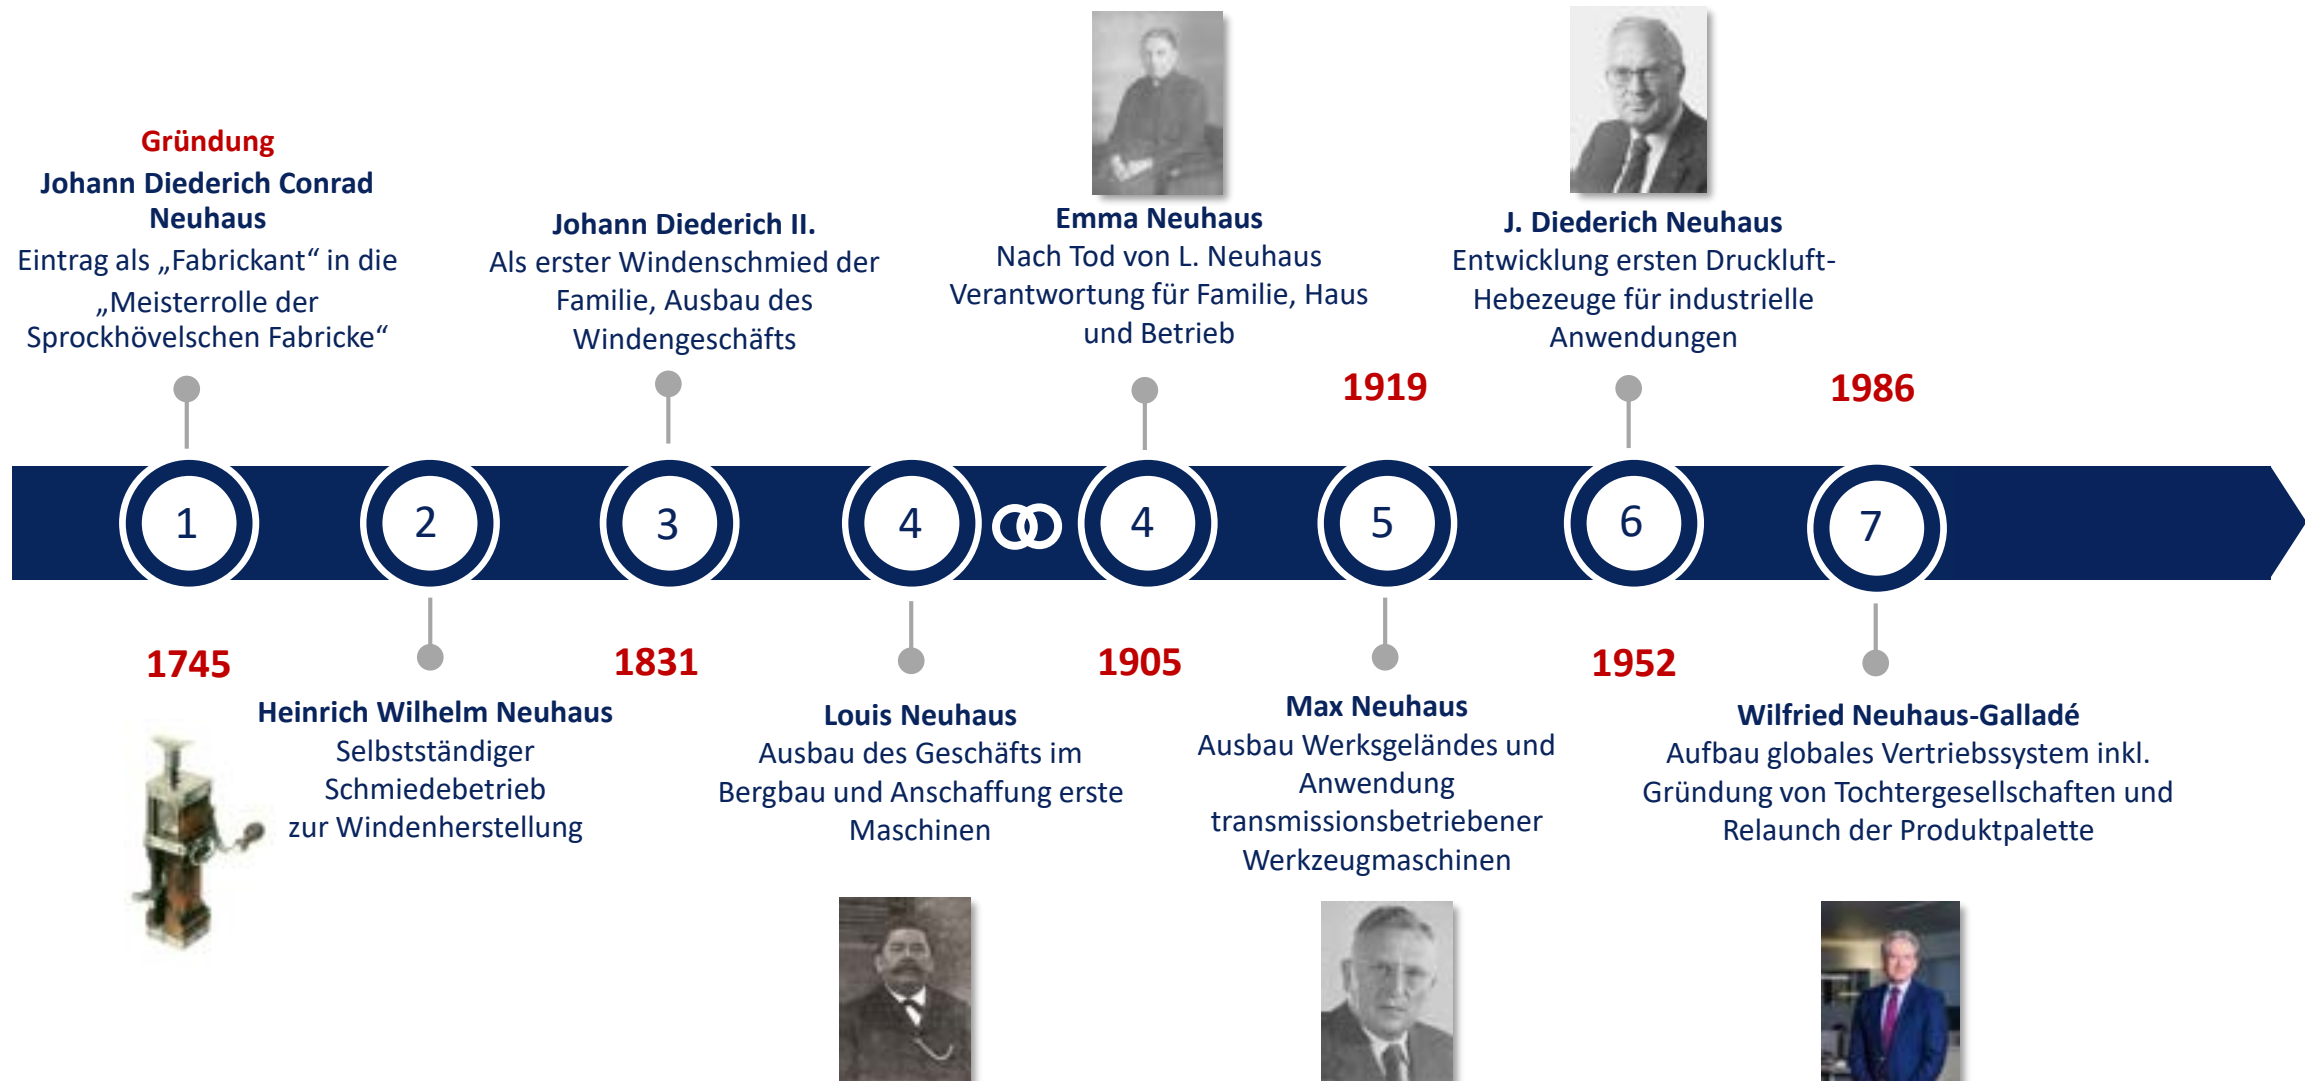 Gründung
Johann Diederich Conrad
Neuhaus
Eintrag als „Fabrickant“ in die
„Meisterrolle der
Sprockhövelschen Fabricke“
Johann Diederich II.
Als erster Windenschmied der
Familie, Ausbau des
Windengeschäfts
Emma Neuhaus
Nach Tod von L. Neuhaus
Verantwortung für Familie, Haus
und Betrieb
J. Diederich Neuhaus
Entwicklung ersten Druckluft-
Hebezeuge für industrielle
Anwendungen
1919
1986
1
2
3
4
4
5
6
7
1745
1831
1905
1952
Heinrich Wilhelm Neuhaus
Selbstständiger
Schmiedebetrieb
zur Windenherstellung
Louis Neuhaus
Ausbau des Geschäfts im
Bergbau und Anschaffung erste
Maschinen
Max Neuhaus
Ausbau Werksgeländes und
Anwendung
transmissionsbetriebener
Werkzeugmaschinen
Wilfried Neuhaus-Galladé
Aufbau globales Vertriebssystem inkl.
Gründung von Tochtergesellschaften und
Relaunch der Produktpalette